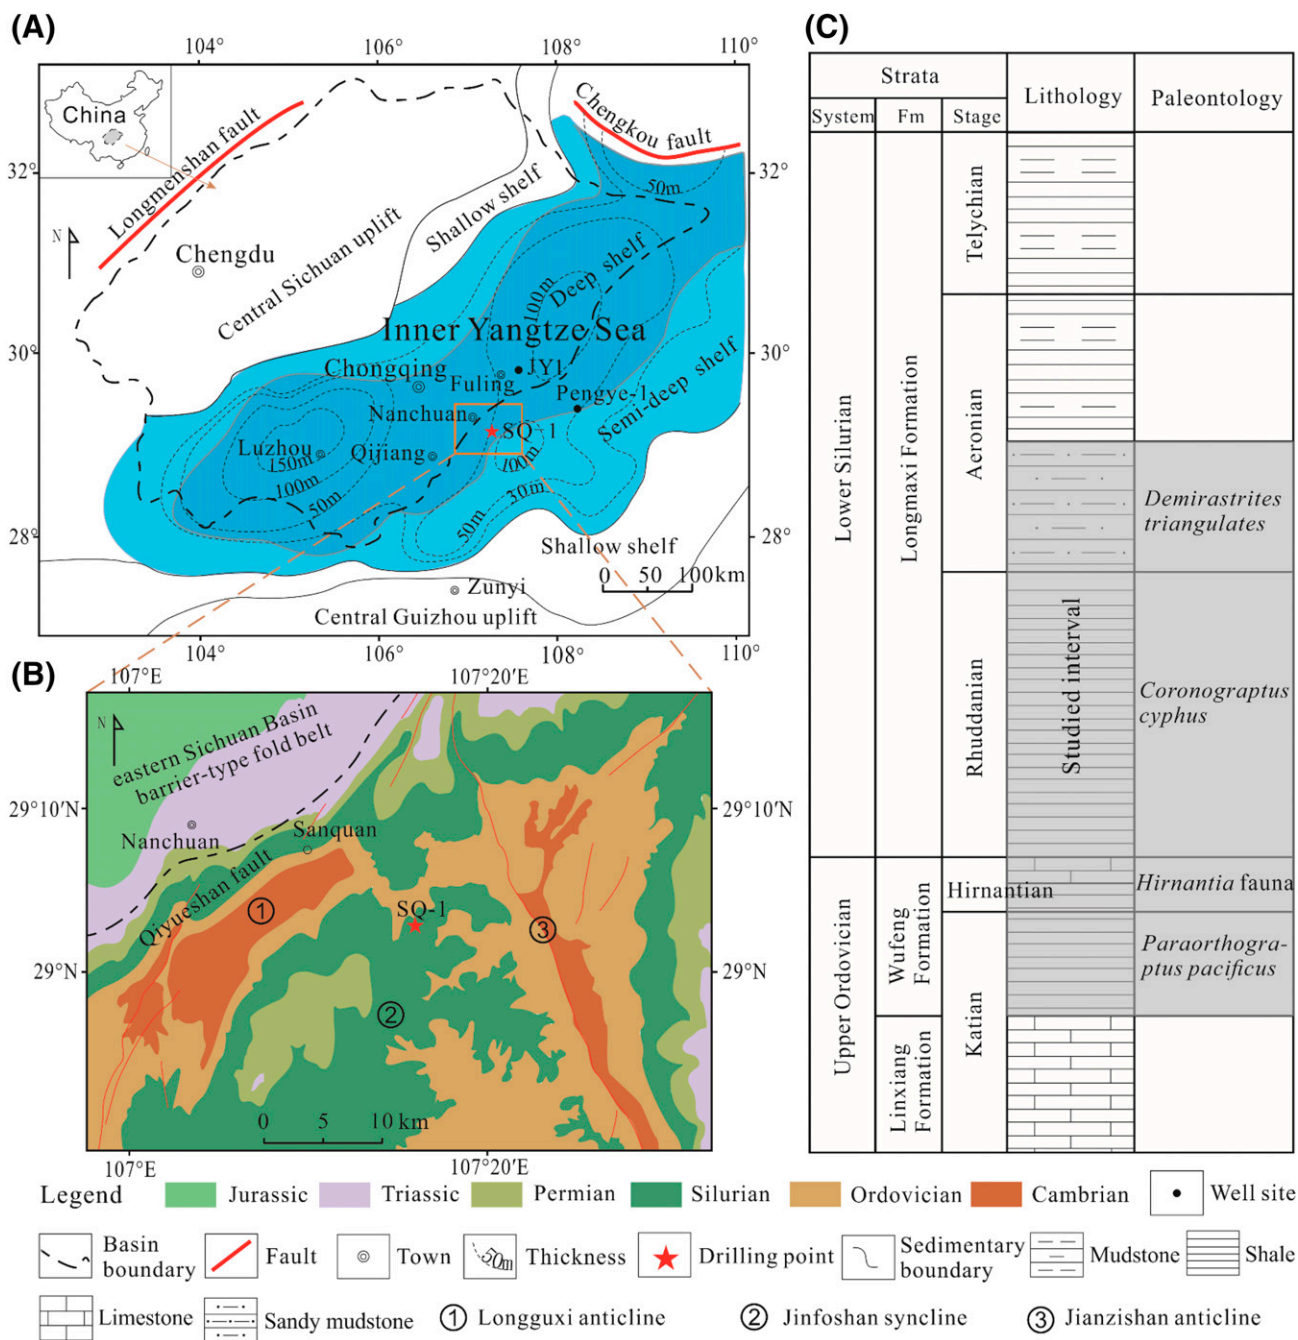 (A)
104°
106°
108°
110°
China
Longmenshan fault
Chengkou fault
32°
32°
50m
N
Chengdu
Central Sichuan uplift
Shallow shelf
Deep shelf
100m
Inner Yangtze Sea
30°
30°
Chongqing
Fuling
JY1
Pengye-1
Semi-deep shelf
Nanchuan
SQ-1
Luzhou
150m
Qijiang
100m
100m
50m
30m
50m
28°
28°
Shallow shelf
0 50 100km
Zunyi
Central Guizhou uplift
104°
106°
108°
110°
(B)
107°E
107°20′E
N
eastern Sichuan Basin
barrier-type fold belt
29°10′N
29°10′N
Nanchuan
Sanquan
Qiyueshan fault
1
SQ-1
3
29°N
29°N
2
0 5 10 km
107°E
107°20′E
(C)
Strata
Lithology
Paleontology
System
Fm
Stage
Lower Silurian
Longmaxi Formation
Telychian
Aeronian
Demirastrites
triangulates
Rhuddanian
Studied interval
Coronograptus
cyphus
Upper Ordovician
Wufeng
Formation
Hirnantian
Hirnantia fauna
Katian
Paraorthogra-
ptus pacificus
Linxiang
Formation
Legend
Jurassic
Triassic
Permian
Silurian
Ordovician
Cambrian
Well site
Basin
boundary
Fault
Town
50m
Thickness
Drilling point
Sedimentary
boundary
Mudstone
Shale
Limestone
Sandy mudstone
1 Longguxi anticline
2 Jinfoshan syncline
3 Jianzishan anticline